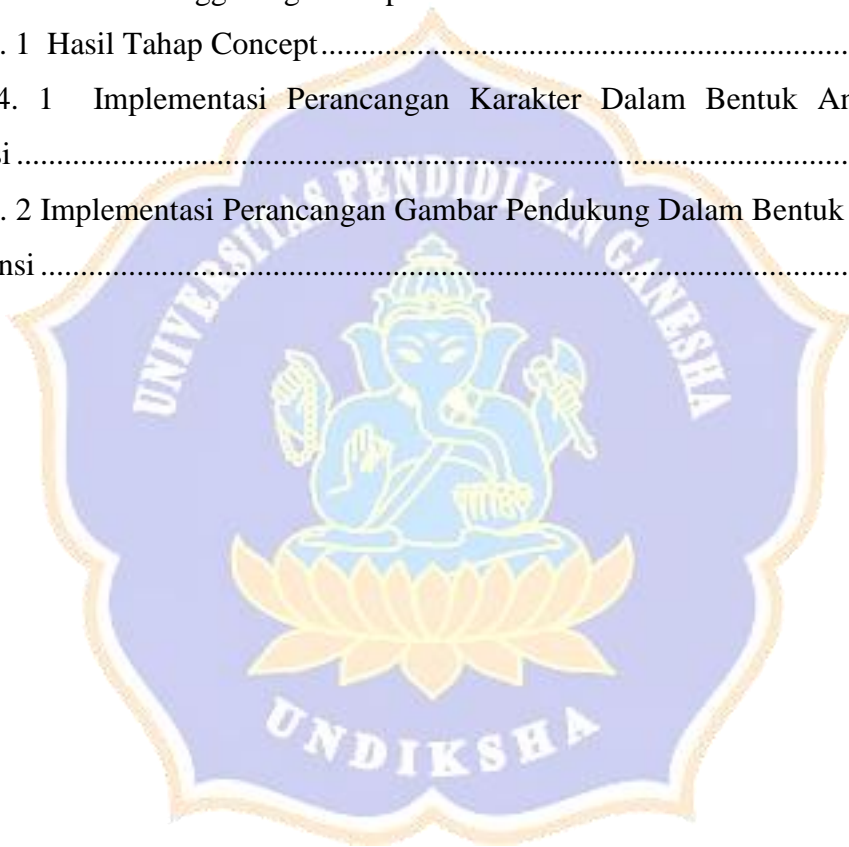 . 1 Hasil Tahap Concept........................................................................
4. 1 Implementasi Perancangan Karakter Dalam Bentuk
si........................................................................................................
. 2 Implementasi Perancangan Gambar Pendukung Dalam Bentuk
nsi......................................................................................................
UNIVERSITAS PENDIDIKAN GANESHA
UNDIKSHA